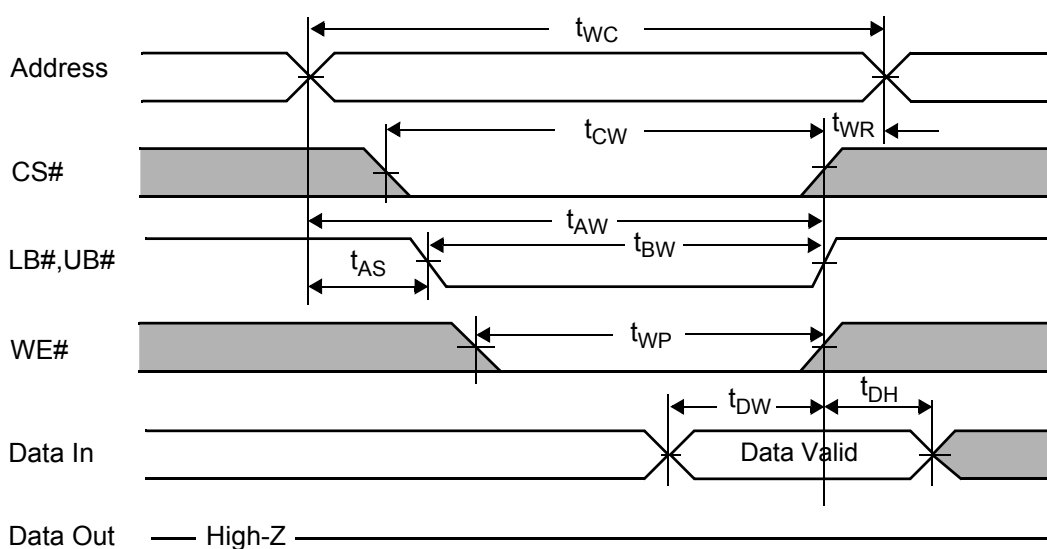 tWC
Address
tCW
tWR
CS#
tAW
tBW
LB#,UB#
tAS
tWP
WE#
tDW
tDH
Data In
Data Valid
Data Out
High-Z